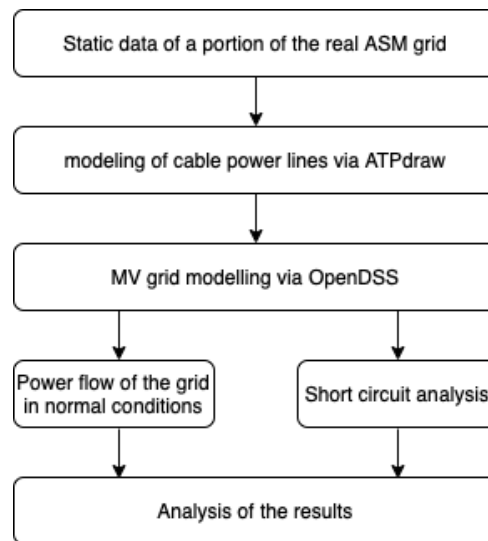 Static data of a portion of the real ASM grid
modeling of cable power lines via ATPdraw
MV grid modelling via OpenDSS
Power flow of the grid
in normal conditions
Short circuit analysis
Analysis of the results